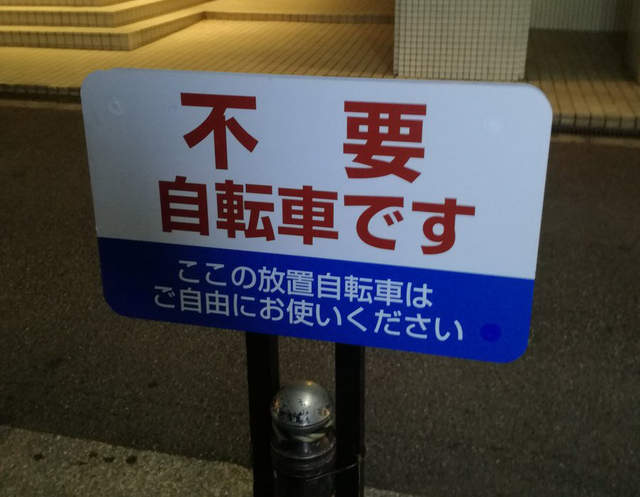 不要
自転車です
ここの放置自転車は
ご自由にお使いください